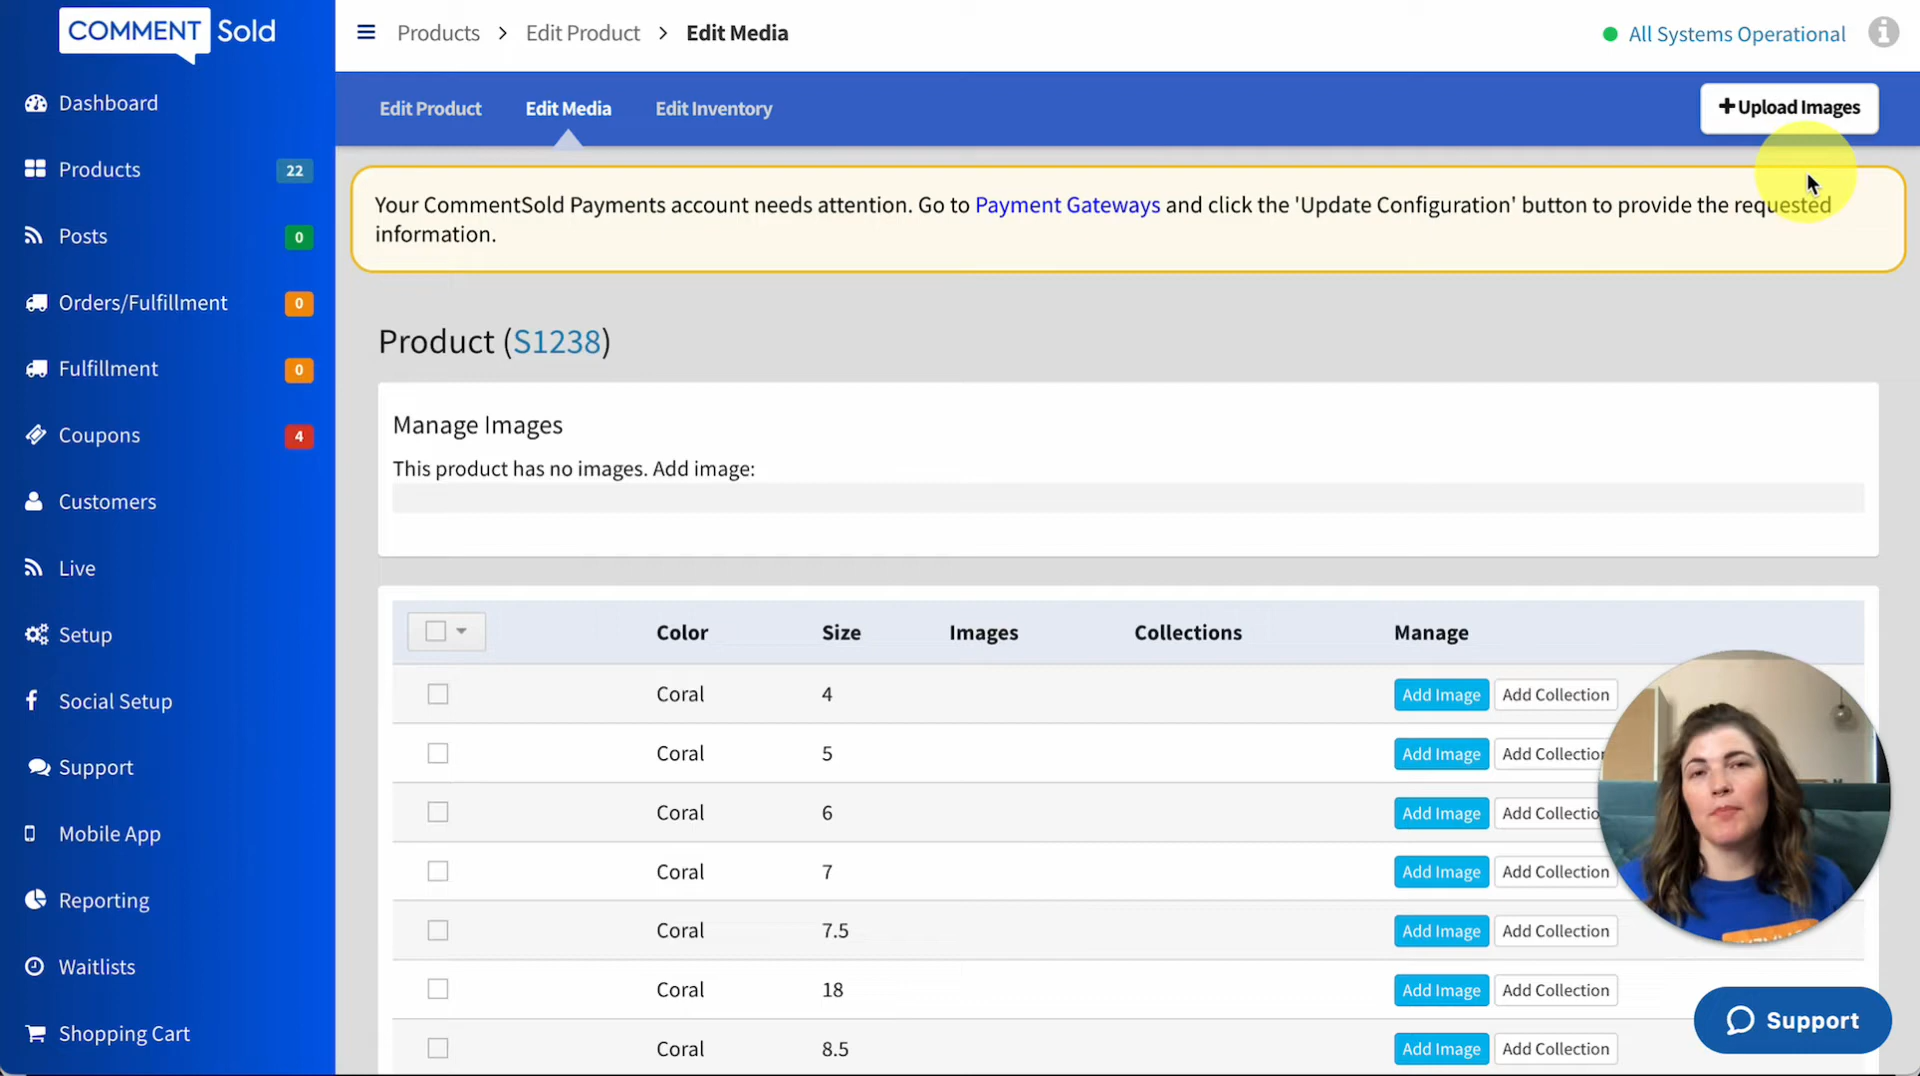 COMMENT Sold
Products > Edit Product > Edit Media
All Systems Operational
Dashboard
Products 22
Posts 0
Orders/Fulfillment 0
Fulfillment 0
Coupons 4
Customers
Live
Setup
Social Setup
Support
Mobile App
Reporting
Waitlists
Shopping Cart
Edit Product Edit Media Edit Inventory
+Upload Images
Your CommentSold Payments account needs attention. Go to Payment Gateways and click the 'Update Configuration' button to provide the requested
information.
Product (S1238)
Manage Images
This product has no images. Add image:
Color Size Images Collections Manage
Coral 4 Add Image Add Collection
Coral 5 Add Image Add Collection
Coral 6 Add Image Add Collectio
Coral 7 Add Image Add Collection
Coral 7.5 Add Image Add Collection
Coral 18 Add Image Add Collection
Coral 8.5 Add Image Add Collection
Support